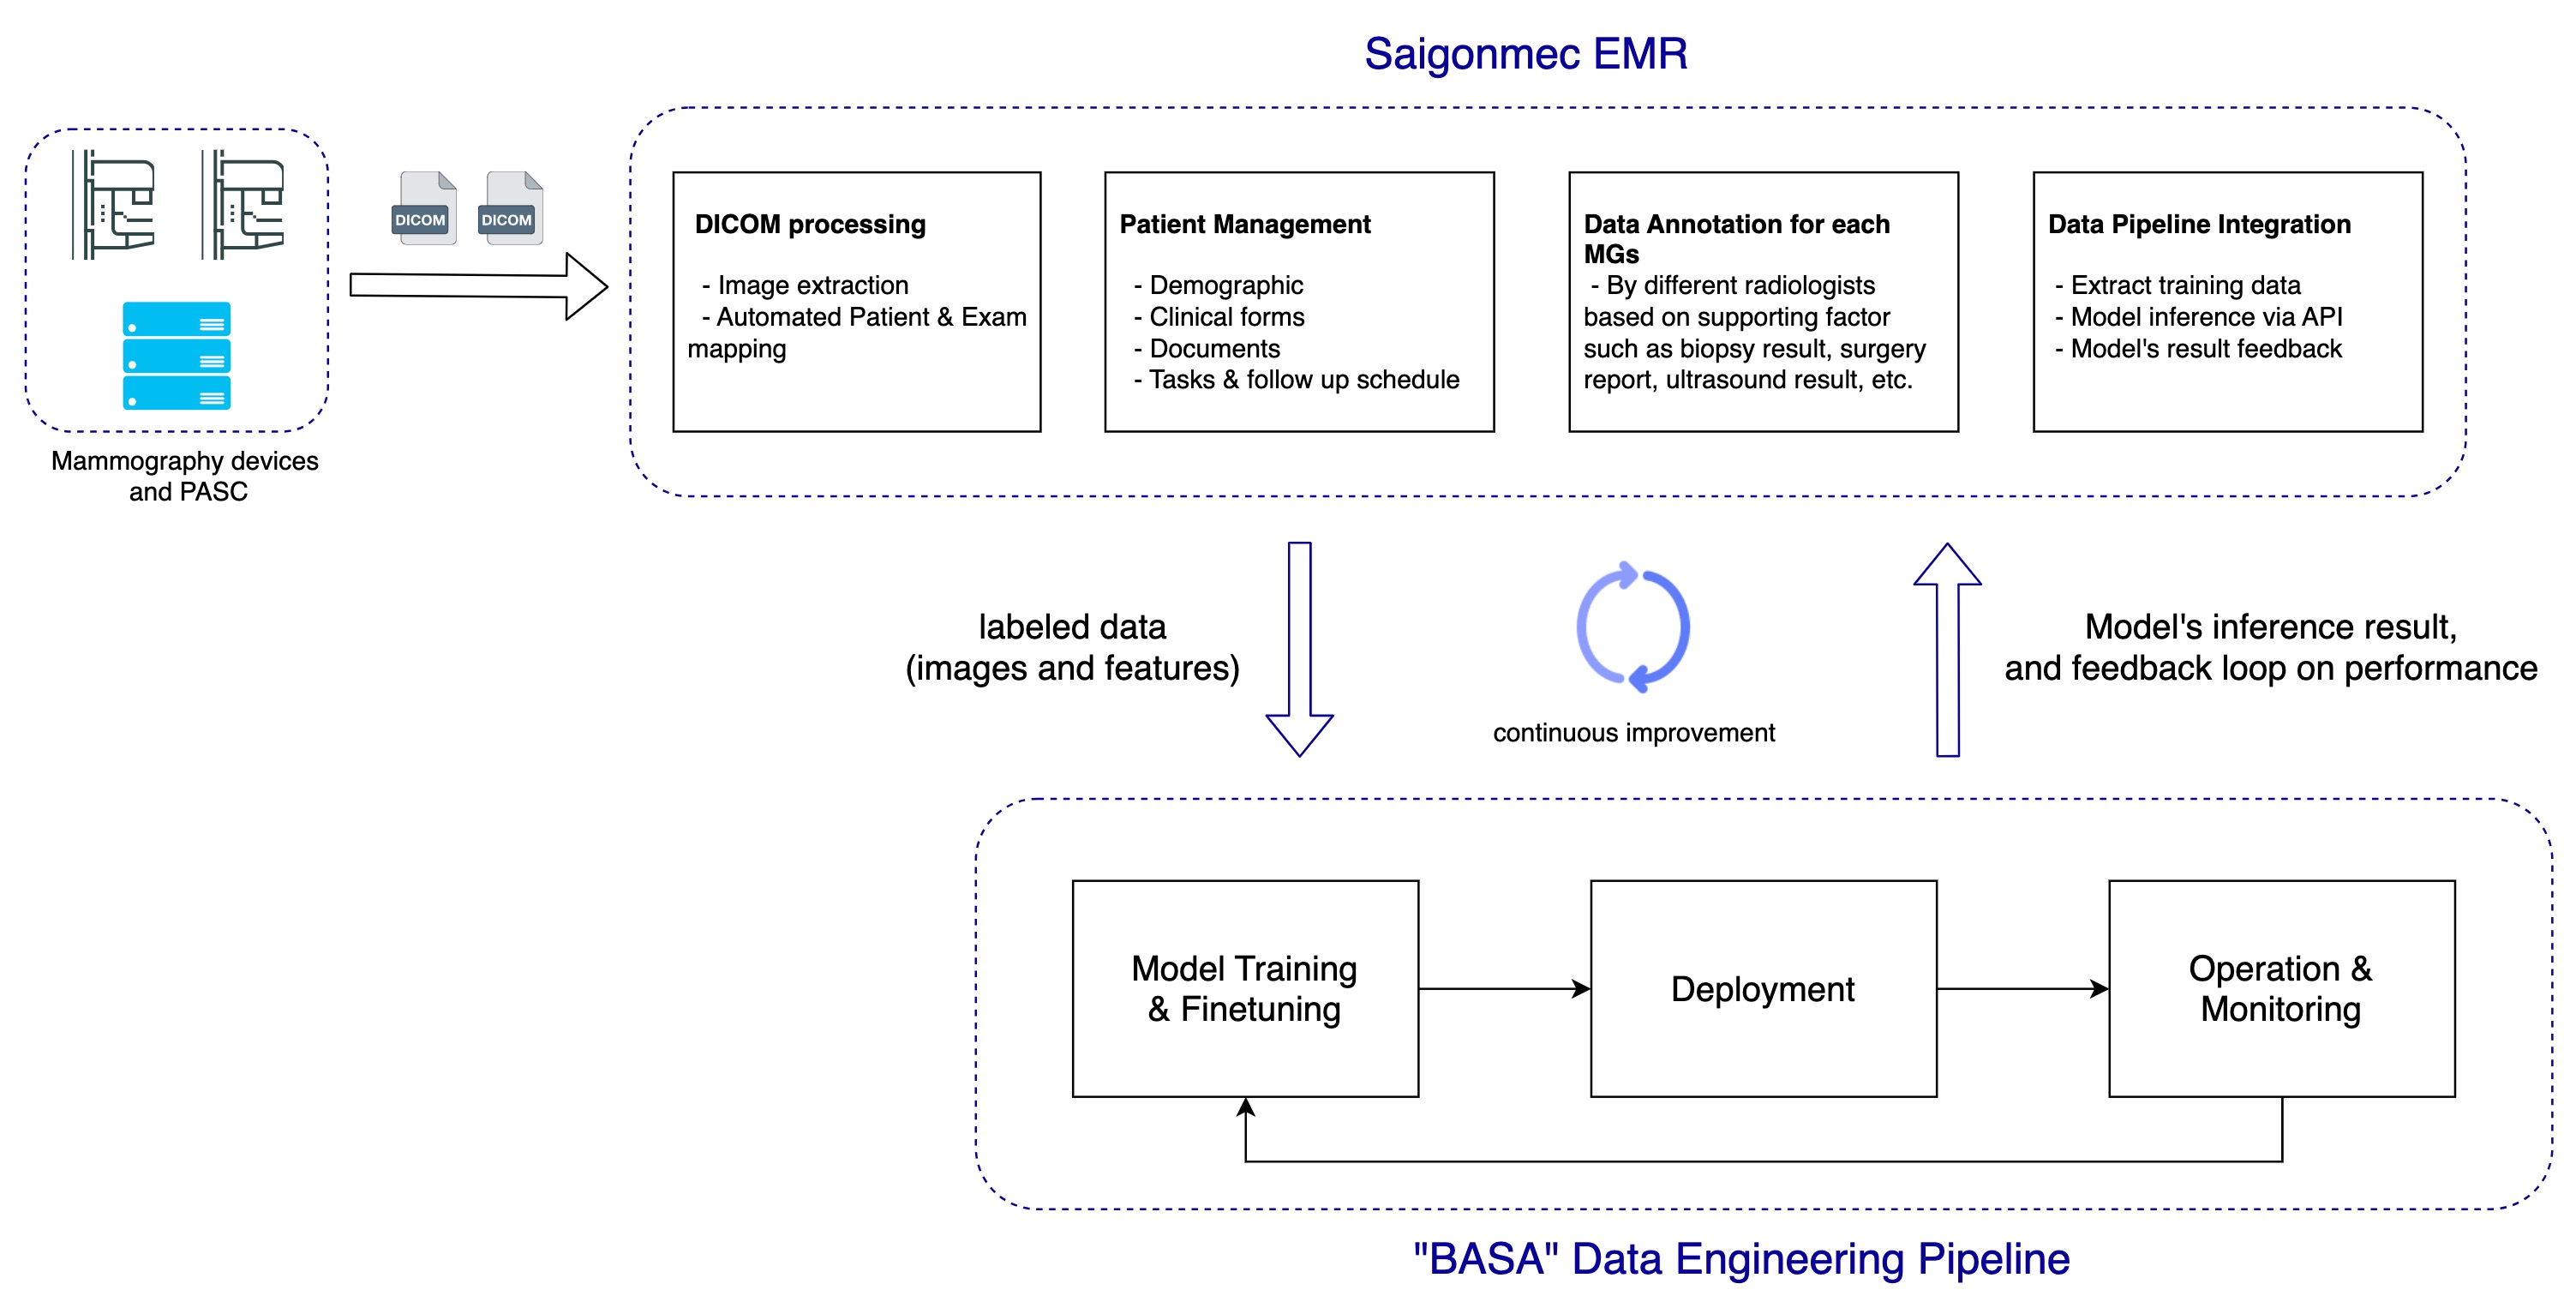 Saigonmec EMR
DICOM
DICOM
Mammography devices
and PASC
DICOM processing
- Image extraction
- Automated Patient & Exam
mapping
Patient Management
- Demographic
- Clinical forms
- Documents
- Tasks & follow up schedule
Data Annotation for each
MGs
- By different radiologists
based on supporting factor
such as biopsy result, surgery
report, ultrasound result, etc.
Data Pipeline Integration
- Extract training data
- Model inference via API
- Model's result feedback
labeled data
(images and features)
continuous improvement
Model's inference result,
and feedback loop on performance
Model Training
& Finetuning
Deployment
Operation &
Monitoring
"BASA" Data Engineering Pipeline